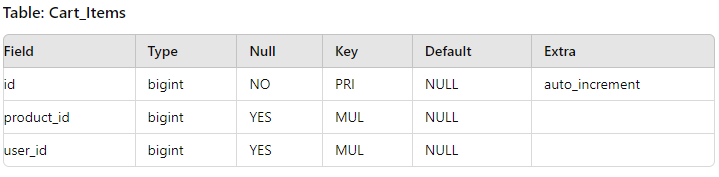 Table: Cart_Items
Field Type Null Key Default Extra
id bigint NO PRI NULL auto_increment
product_id bigint YES MUL NULL
user_id bigint YES MUL NULL